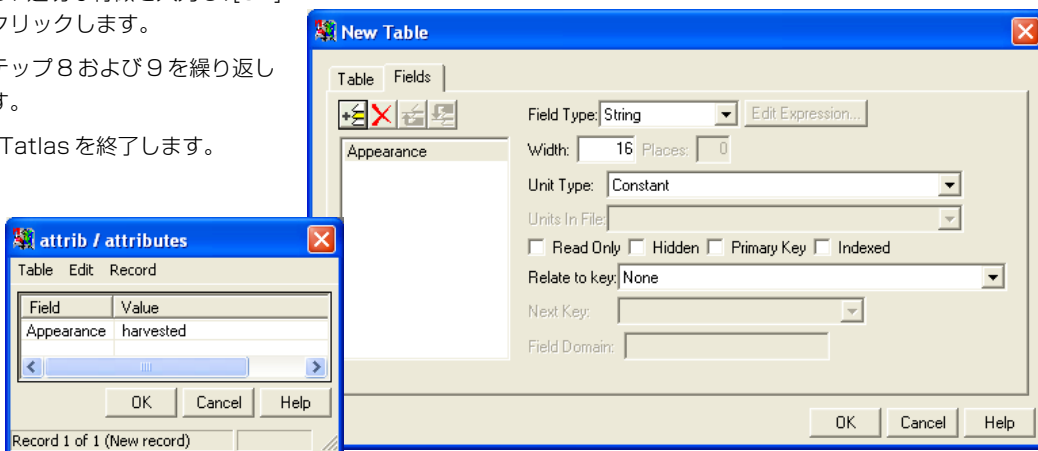 クリックします。
テップ８および９を繰り返し
す。
Tatlas を終了します。
New Table
Table Fields
Field Type: String Edit Expression...
Appearance
Width: 16 Places: 0
Unit Type: Constant
Units In File:
Read Only Hidden Primary Key Indexed
Relate to key: None
Next Key:
Field Domain:
OK Cancel Help
attrib / attributes
Table Edit Record
Field Value
Appearance harvested
OK Cancel Help
Record 1 of 1 (New record)